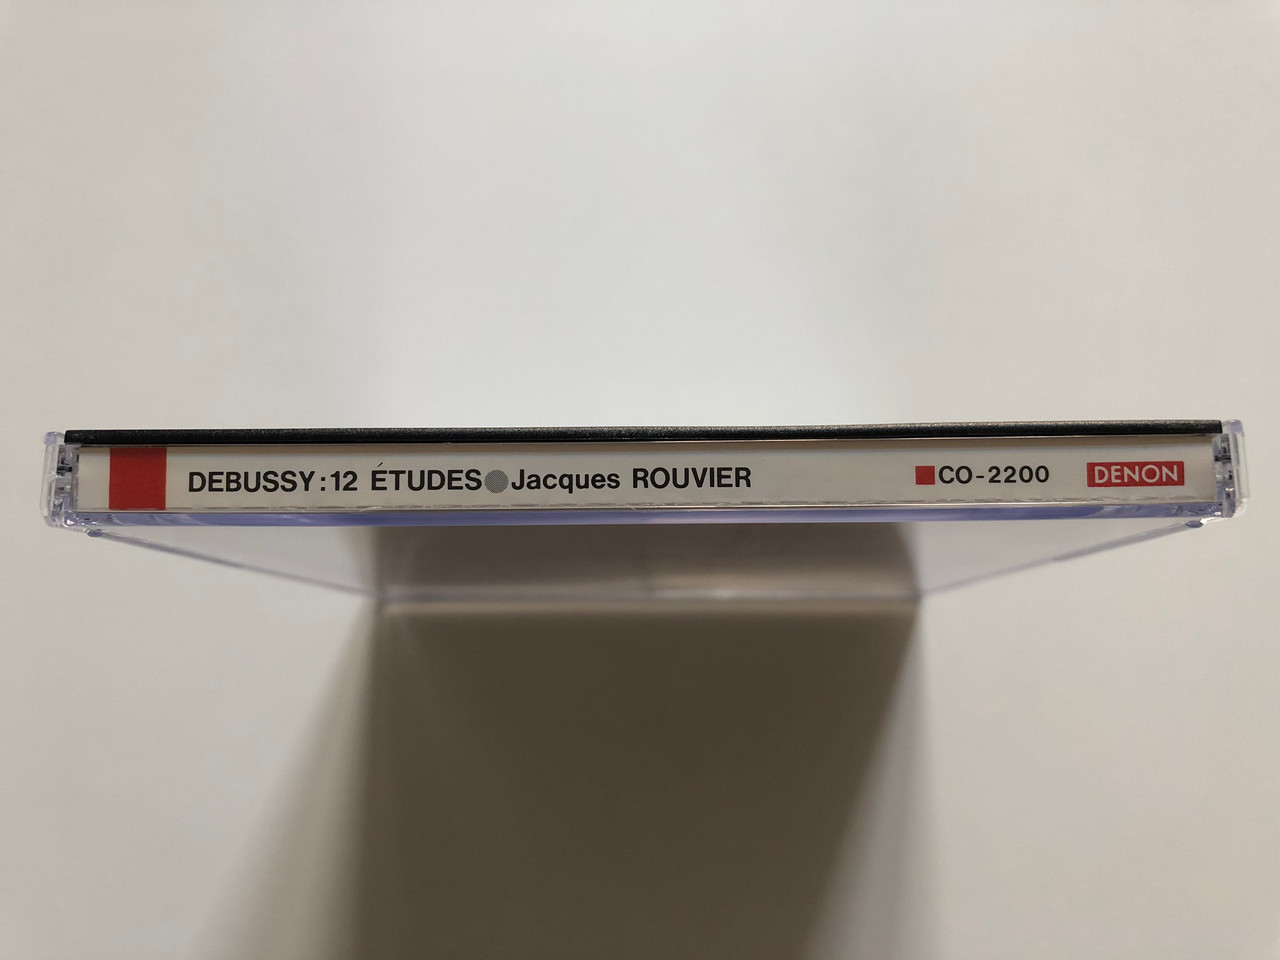 DEBUSSY:12 ÉTUDES●Jacques ROUVIER ■CO-2200 DENON